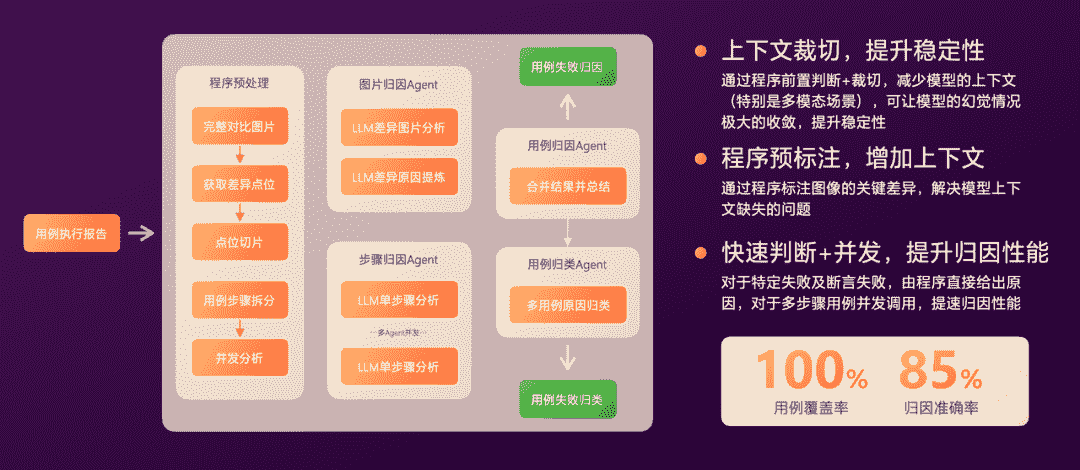 用例执行报告
程序预处理
完整对比图片
获取差异点位
点位切片
用例步骤拆分
并发分析
图片归因Agent
LLM差异图片分析
LLM差异原因提炼
步骤归因Agent
LLM单步骤分析
---多Agent并发---
LLM单步骤分析
用例失败归因
用例归因Agent
合并结果并总结
用例归类Agent
多用例原因归类
用例失败归类
上下文裁切，提升稳定性
通过程序前置判断+裁切，减少模型的上下文
（特别是多模态场景），可让模型的幻觉情况
极大的收敛，提升稳定性
程序预标注，增加上下文
通过程序标注图像的关键差异，解决模型上下
文缺失的问题
快速判断+并发，提升归因性能
对于特定失败及断言失败，由程序直接给出原
因，对于多步骤用例并发调用，提速归因性能
100%
用例覆盖率
85%
归因准确率